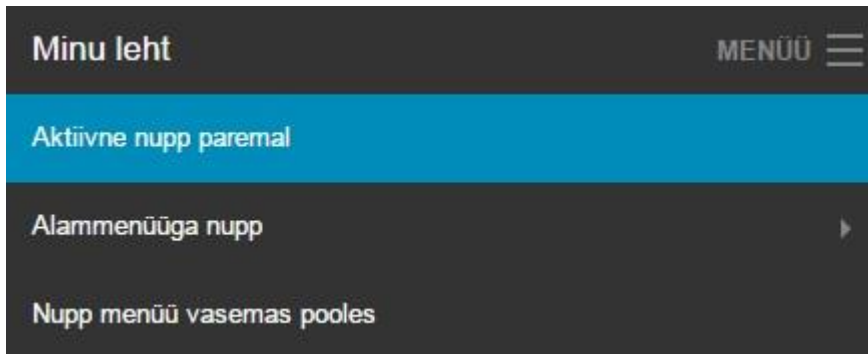 Minu leht
MENÜÜ
Aktiivne nupp paremal
Alammenüüga nupp
Nupp menüü vasemas pooles